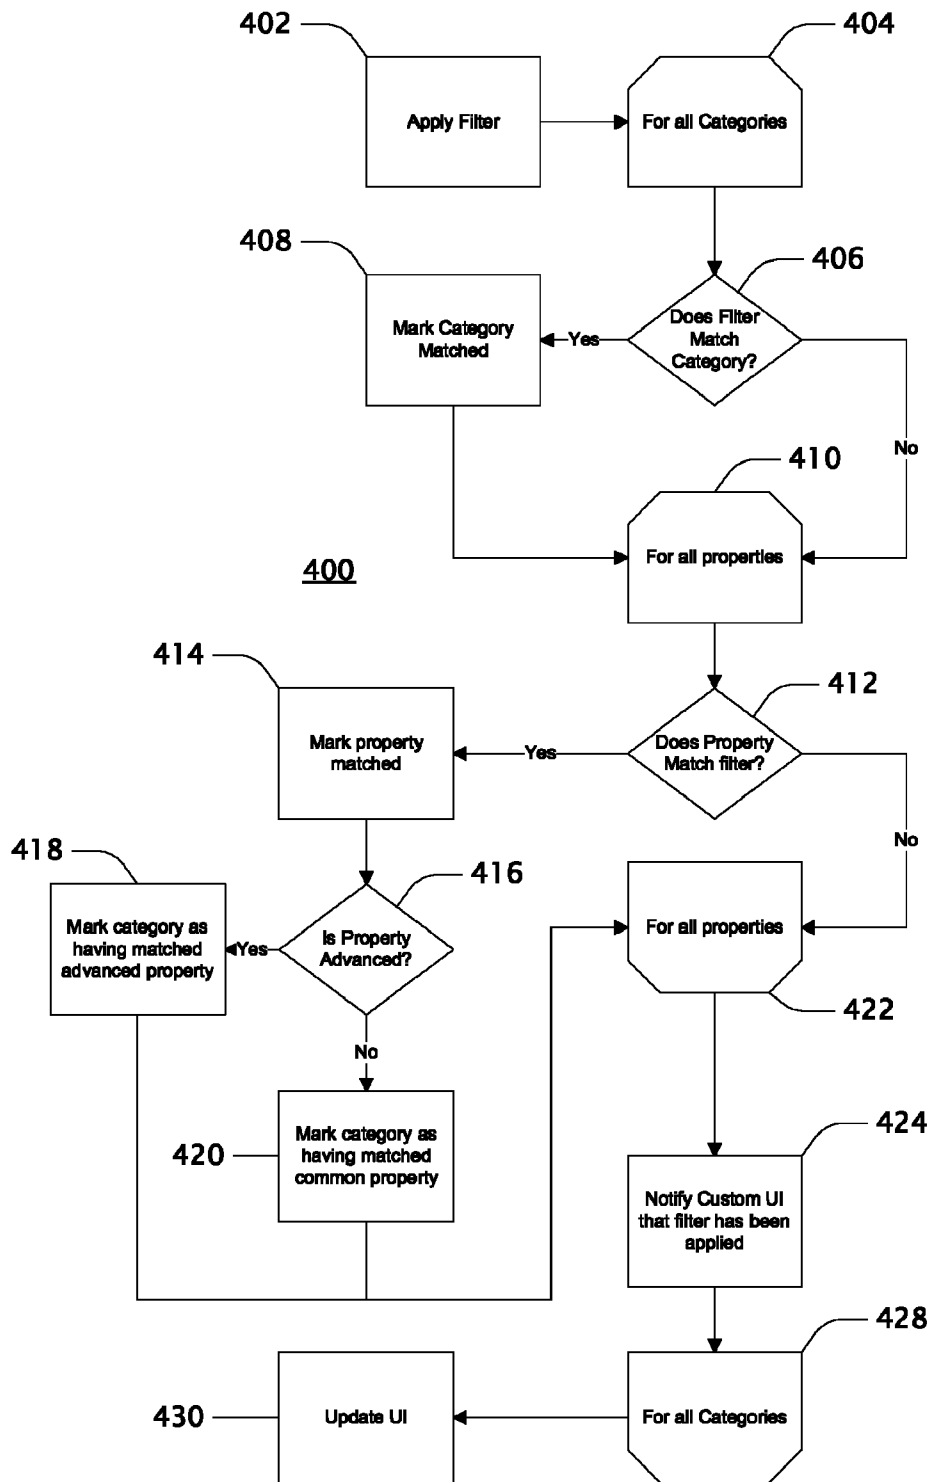 402
404
Apply Filter
For all Categories
408
406
Mark Category
Matched
Yes
Does Filter
Match
Category?
No
410
For all properties
400
414
412
Mark property
matched
Yes
Does Property
Match filter?
No
418
416
Mark category as
having matched
advanced property
Yes
Is Property
Advanced?
For all properties
422
No
420
Mark category as
having matched
common property
424
Notify Custom UI
that filter has been
applied
428
430
Update UI
For all Categories